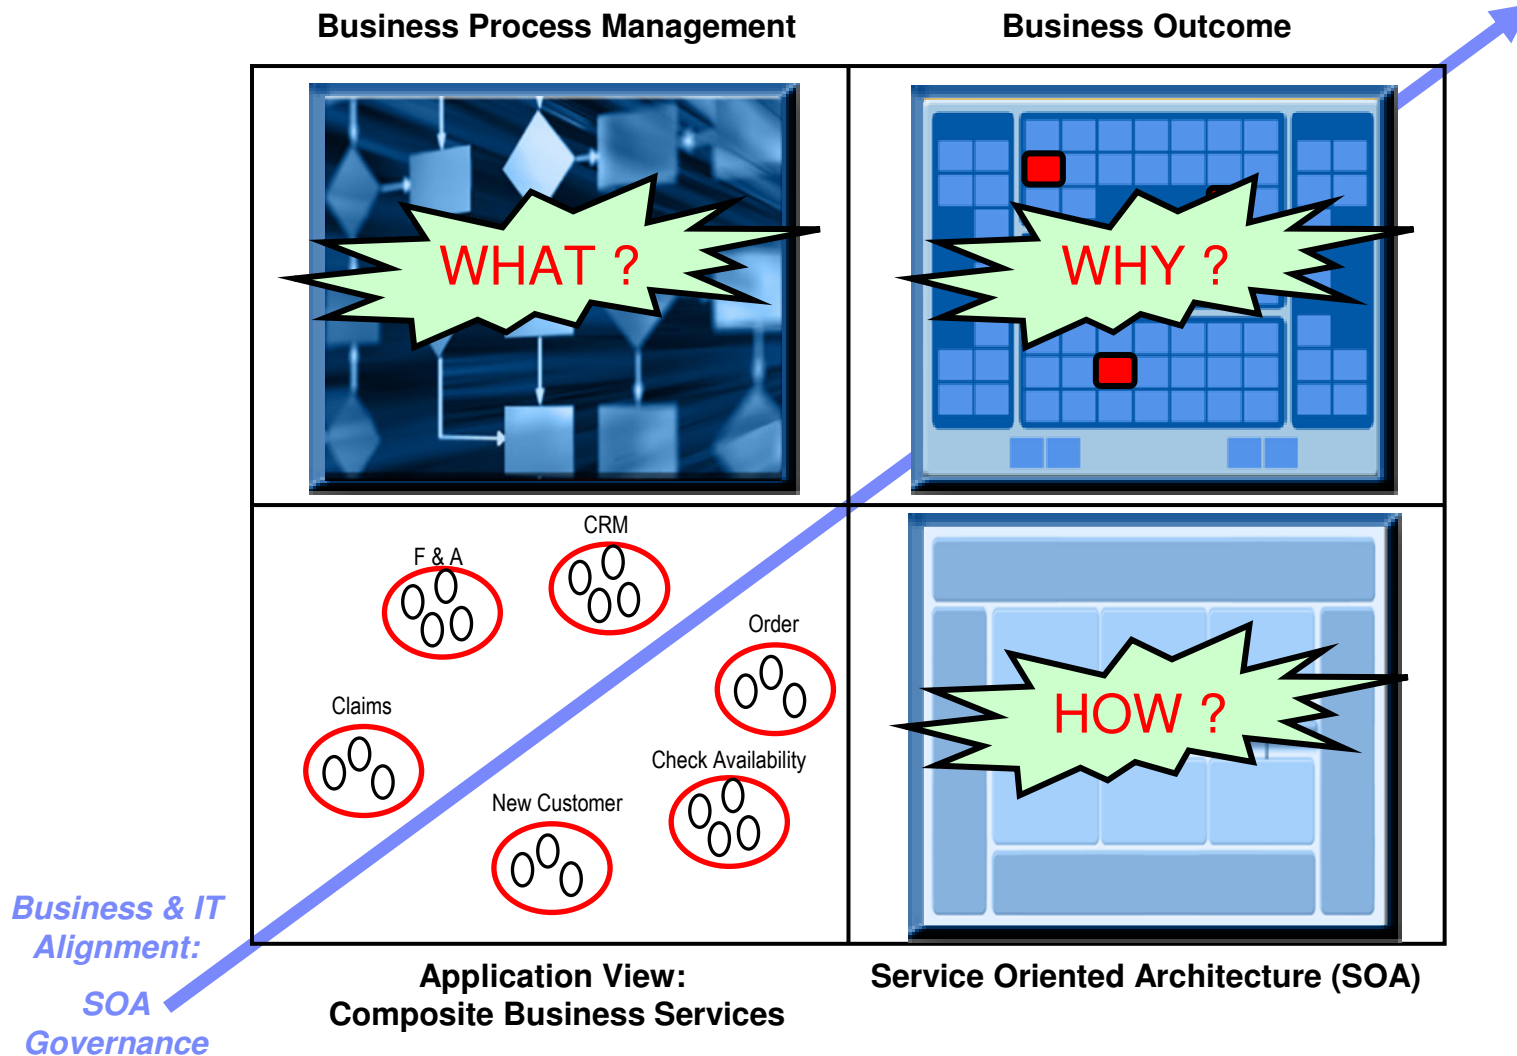 Business Process Management
Business Outcome
WHAT ?
WHY ?
CRM
F & A
Order
Claims
Check Availability
New Customer
HOW ?
Business & IT
Alignment:
SOA
Governance
Application View:
Composite Business Services
Service Oriented Architecture (SOA)